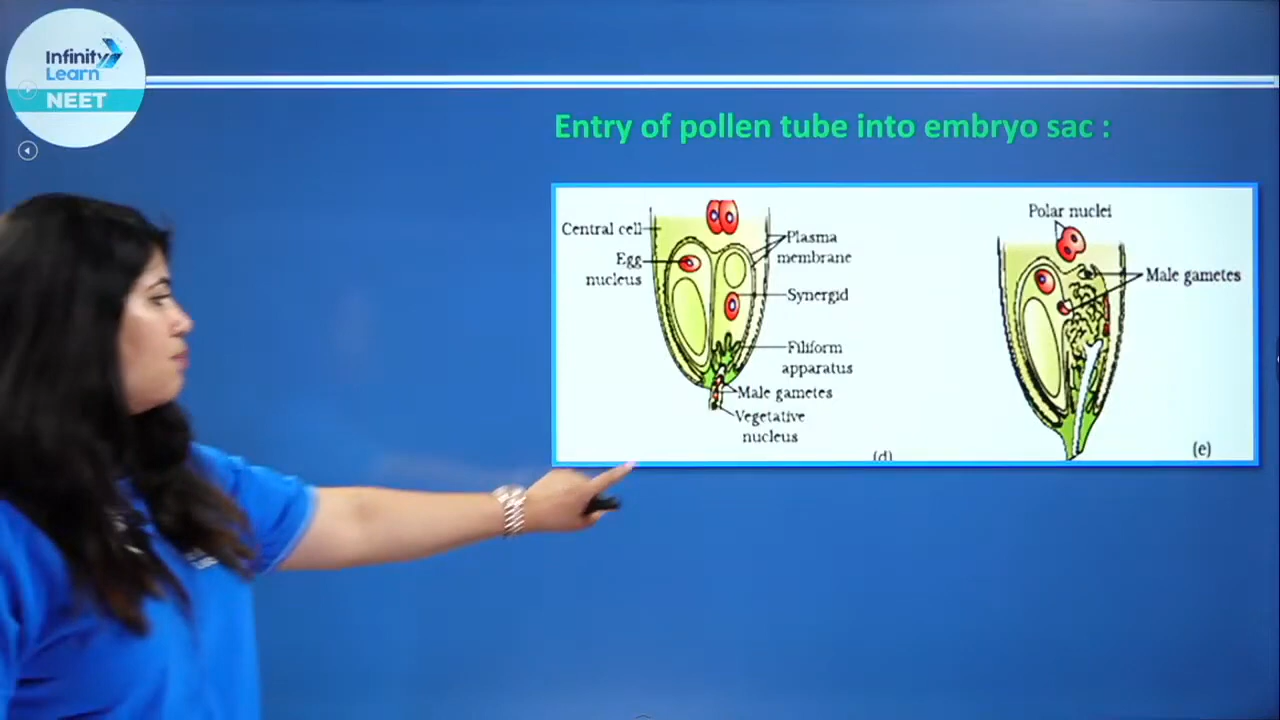 Infinity
Learn
NEET
Entry of pollen tube into embryo sac :
Central cell
Egg
nucleus
Plasma
membrane
Synergid
Filiform
apparatus
Male gametes
Vegetative
nucleus
(d)
Polar nuclei
Male gametes
(e)